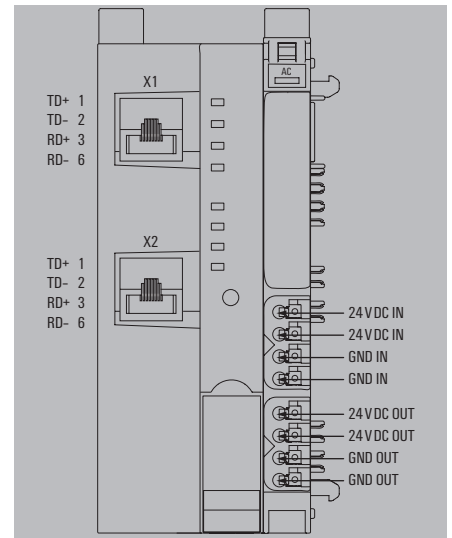 AC
X1
TD+ 1
TD- 2
RD+ 3
RD- 6
X2
TD+ 1
TD- 2
RD+ 3
RD- 6
24 V DC IN
24 V DC IN
GND IN
GND IN
24 V DC OUT
24 V DC OUT
GND OUT
GND OUT